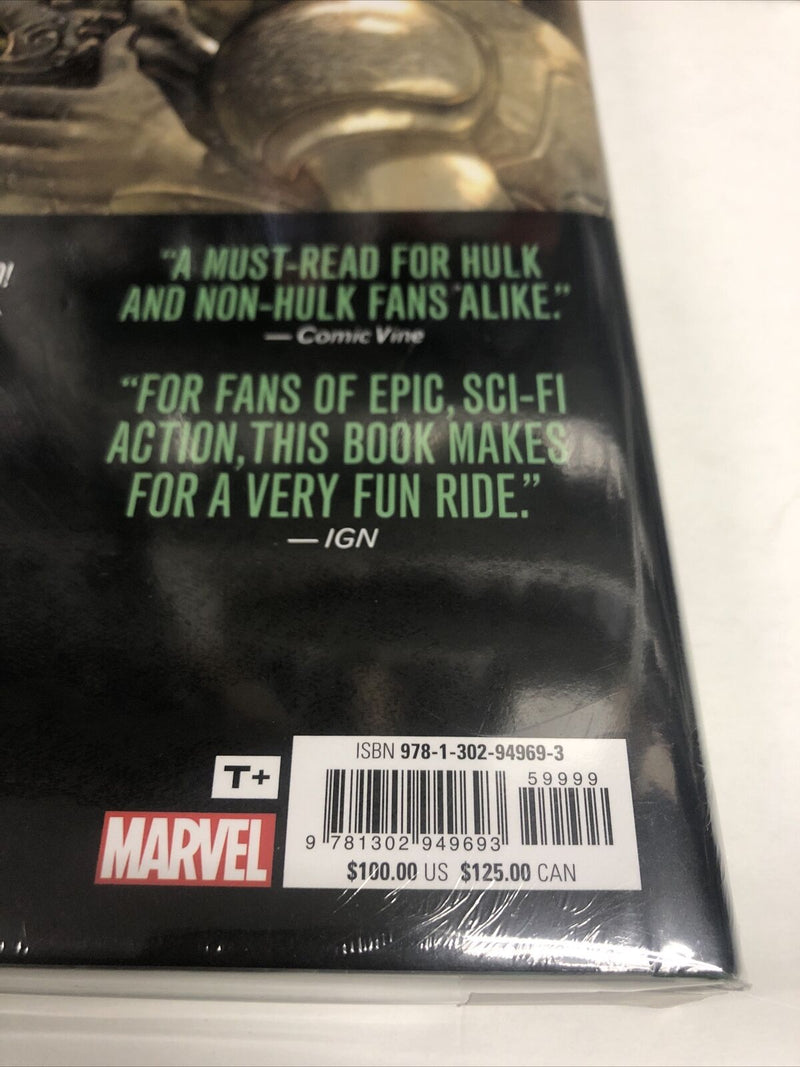 “A MUST-READ FOR HULK
AND NON-HULK FANS ALIKE.”
— Comic Vine
“FOR FANS OF EPIC, SCI-FI
ACTION, THIS BOOK MAKES
FOR A VERY FUN RIDE.”
— IGN
T+
MARVEL
ISBN 978-1-302-94969-3
59999
9 781302 949693
$100.00 US $125.00 CAN